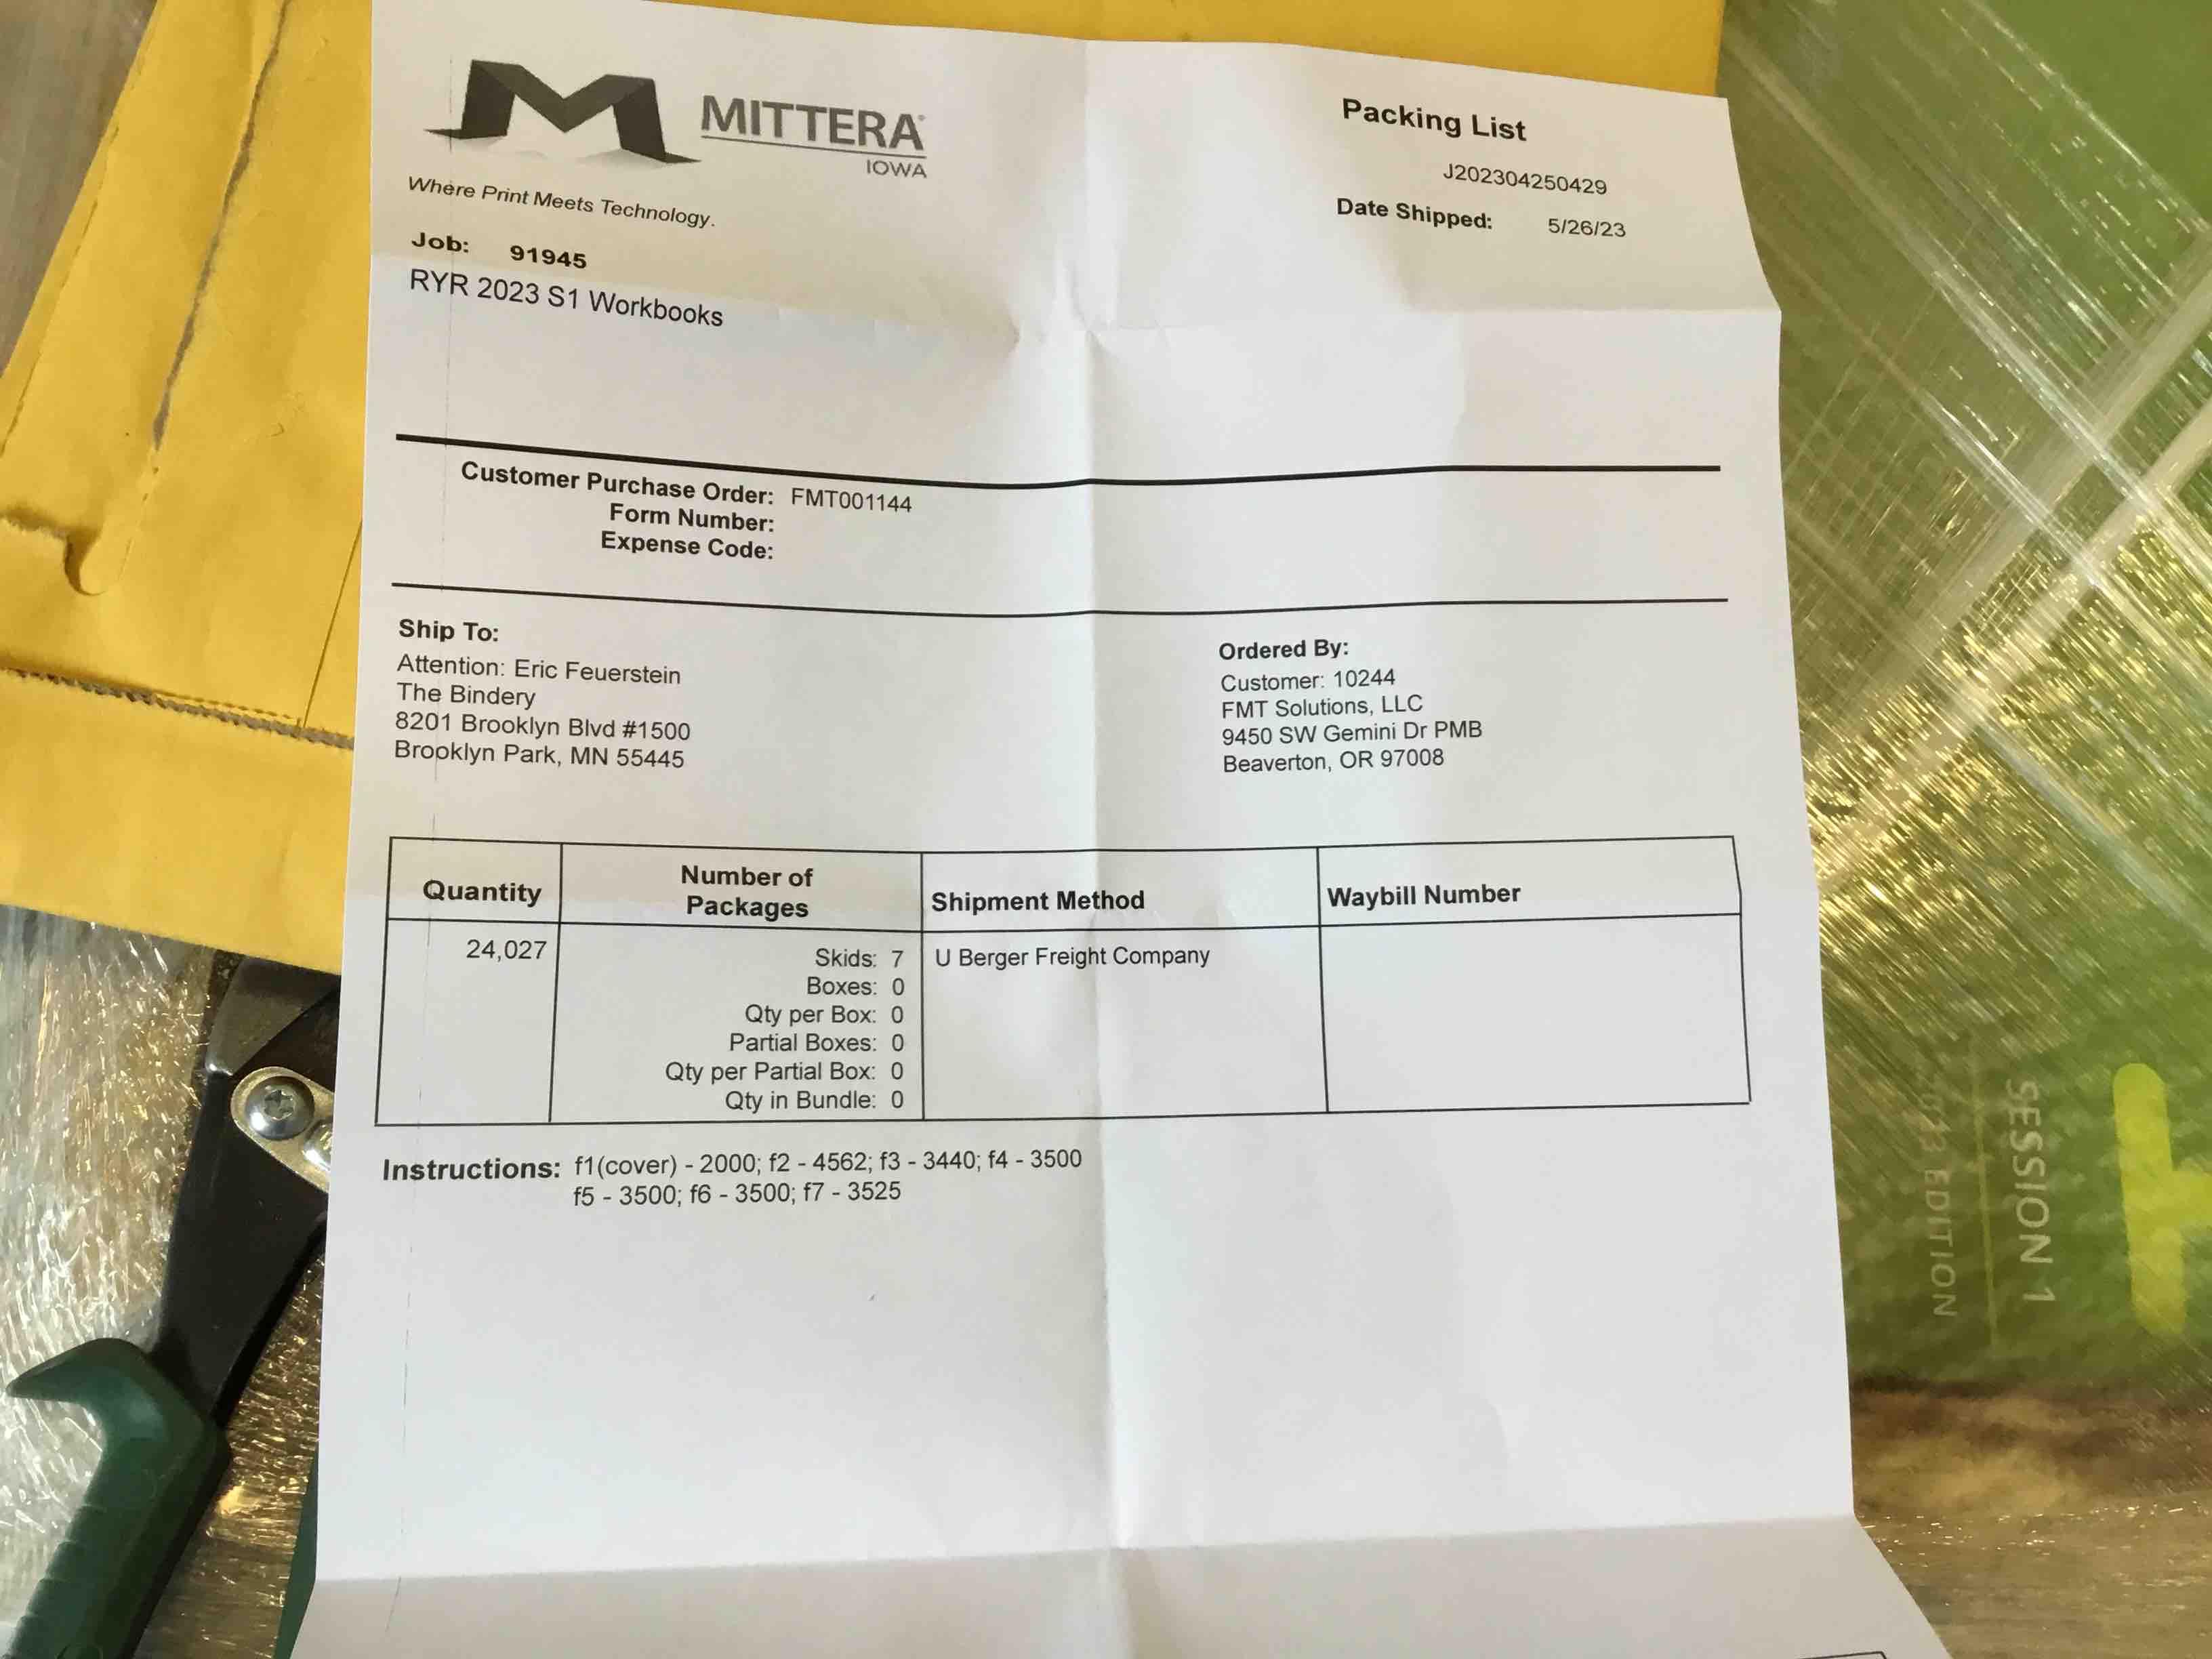 MITTERA
IOWA
Where Print Meets Technology.
Packing List
J202304250429
Date Shipped: 5/26/23
Job: 91945
RYR 2023 S1 Workbooks
Customer Purchase Order: FMT001144
Form Number:
Expense Code:
Ship To:
Attention: Eric Feuerstein
The Bindery
8201 Brooklyn Blvd #1500
Brooklyn Park, MN 55445
Ordered By:
Customer: 10244
FMT Solutions, LLC
9450 SW Gemini Dr PMB
Beaverton, OR 97008
Quantity Number of Packages Shipment Method Waybill Number
24,027 Skids: 7 U Berger Freight Company
Boxes: 0
Qty per Box: 0
Partial Boxes: 0
Qty per Partial Box: 0
Qty in Bundle: 0
Instructions: f1(cover) - 2000; f2 - 4562; f3 - 3440; f4 - 3500
f5 - 3500; f6 - 3500; f7 - 3525
SESSION 1
2023 EDITION